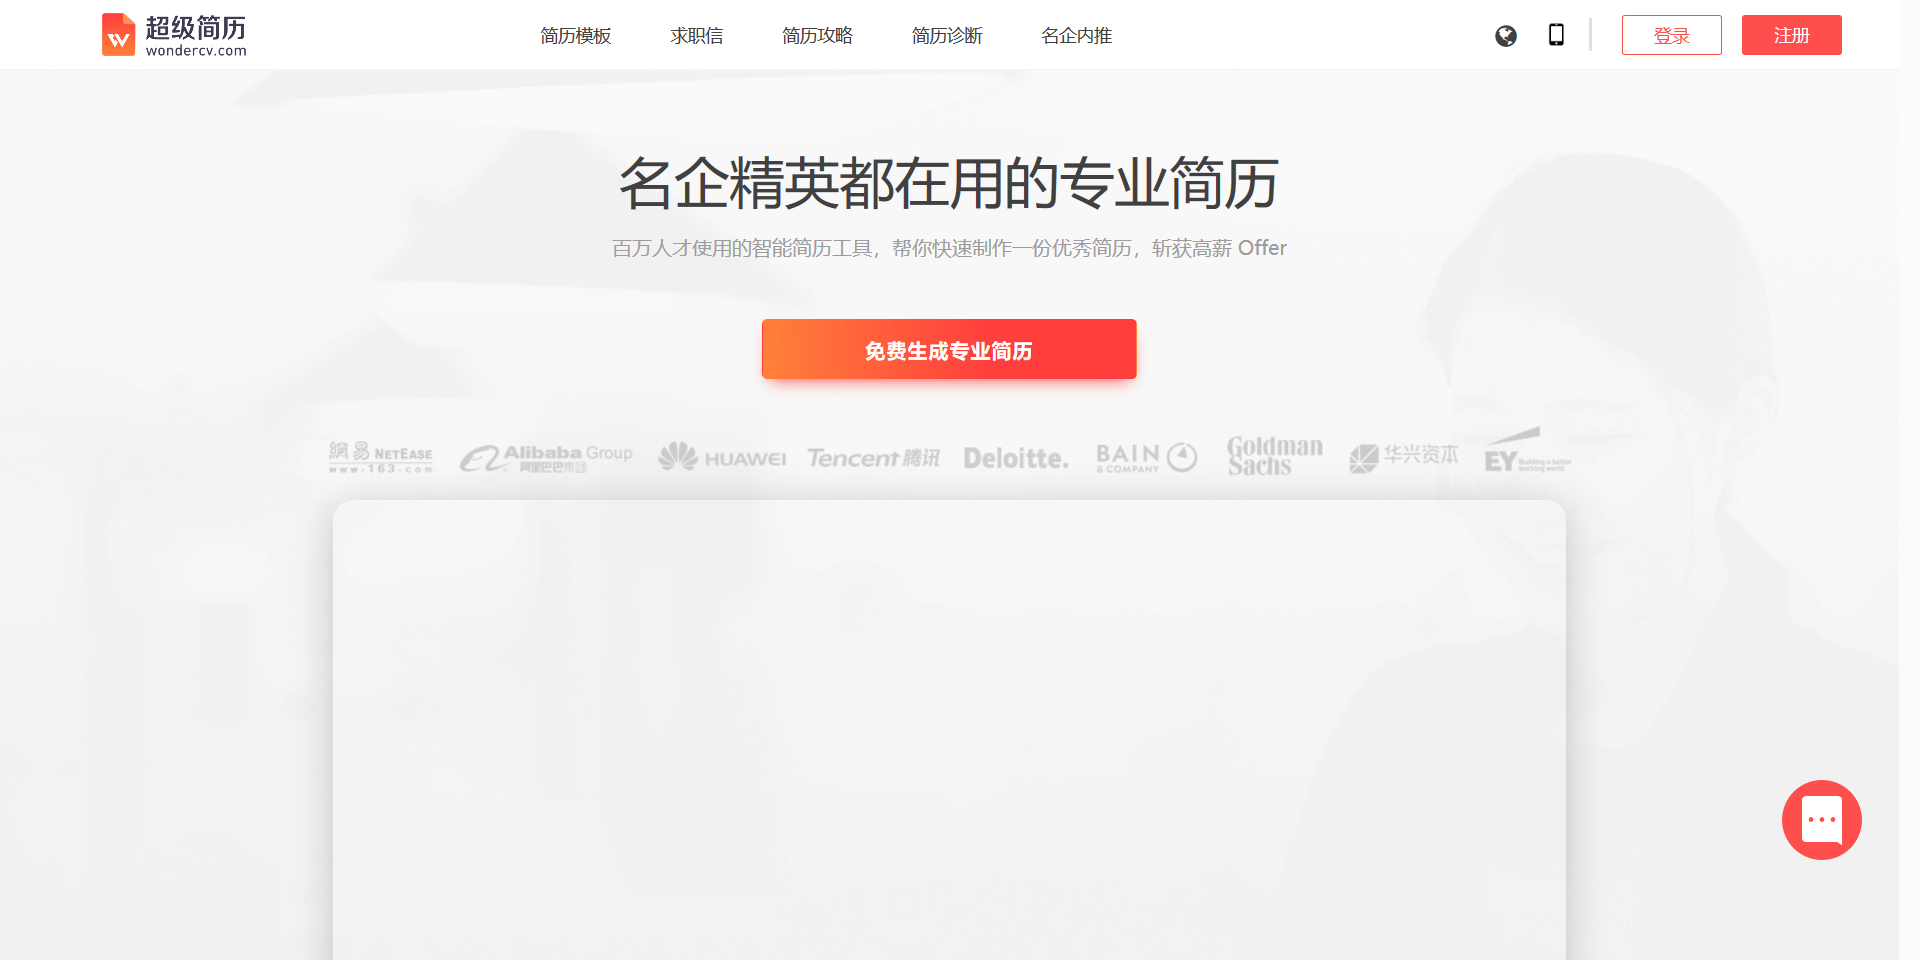 超级简历
wondercv.com
简历模板 求职信 简历攻略 简历诊断 名企内推
登录 注册
名企精英都在用的专业简历
百万人才使用的智能简历工具，帮你快速制作一份优秀简历，斩获高薪 Offer
免费生成专业简历
網易 NETEASE
www.163.com
Alibaba Group
阿里巴巴集团
HUAWEI
Tencent 腾讯
Deloitte.
BAIN
& COMPANY
Goldman
Sachs
华兴资本
EY Building a better
working world